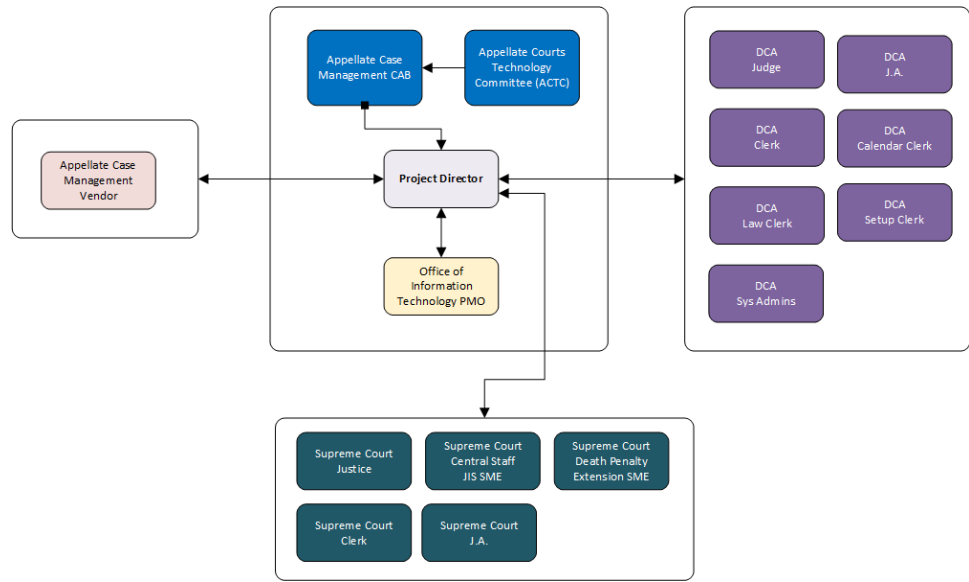 Appellate Case
Management CAB
Appellate Courts
Technology
Committee (ACTC)
DCA
Judge
DCA
J.A.
DCA
Clerk
DCA
Calendar Clerk
Appellate Case
Management
Vendor
Project Director
DCA
Law Clerk
DCA
Setup Clerk
Office of
Information
Technology PMO
DCA
Sys Admins
Supreme Court
Justice
Supreme Court
Central Staff
JIS SME
Supreme Court
Death Penalty
Extension SME
Supreme Court
Clerk
Supreme Court
J.A.